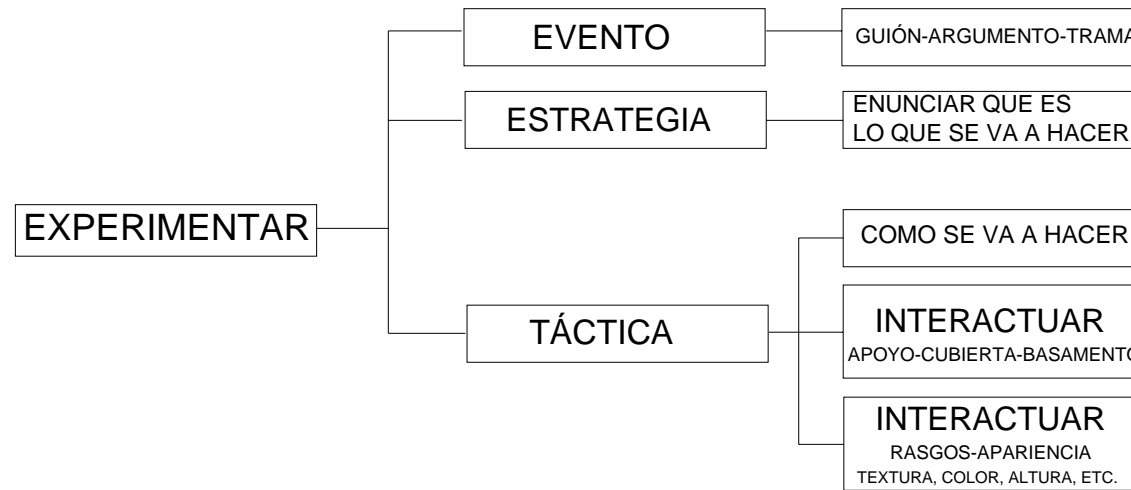 EVENTO
GUIÓN-ARGUMENTO-TRAMA
ESTRATEGIA
ENUNCIAR QUE ES
LO QUE SE VA A HACER
EXPERIMENTAR
COMO SE VA A HACER
TÁCTICA
INTERACTUAR
APOYO-CUBIERTA-BASAMENTO
INTERACTUAR
RASGOS-APARIENCIA
TEXTURA, COLOR, ALTURA, ETC.